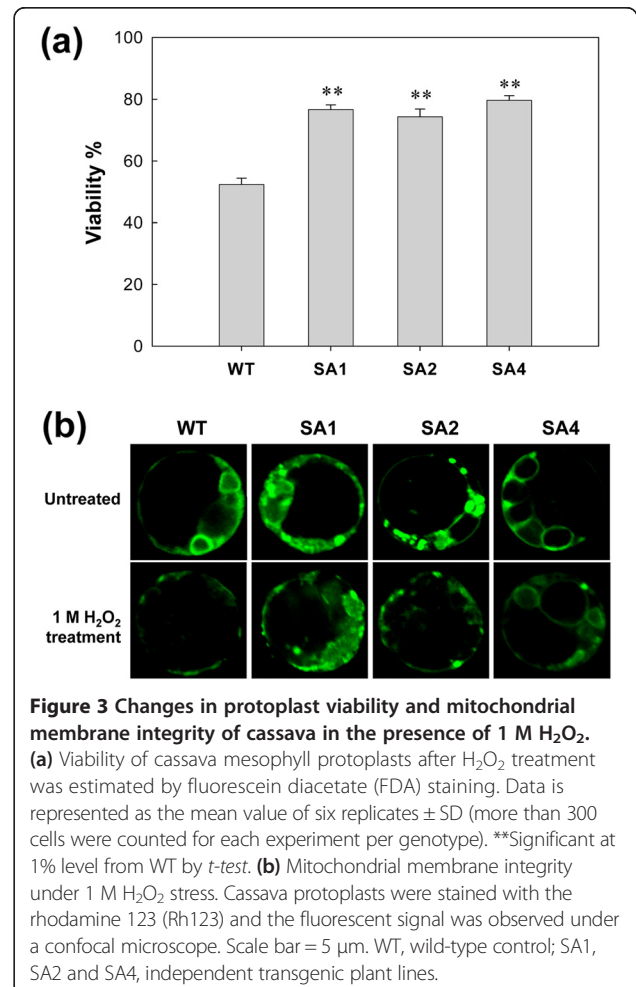 (a)
100
80
60
40
20
0
Viability %
**
**
**
WT SA1 SA2 SA4
(b)
WT SA1 SA2 SA4
Untreated
1 M H₂O₂
treatment
Figure 3 Changes in protoplast viability and mitochondrial
membrane integrity of cassava in the presence of 1 M H₂O₂.
(a) Viability of cassava mesophyll protoplasts after H₂O₂ treatment
was estimated by fluorescein diacetate (FDA) staining. Data is
represented as the mean value of six replicates ± SD (more than 300
cells were counted for each experiment per genotype). **Significant at
1% level from WT by t-test. (b) Mitochondrial membrane integrity
under 1 M H₂O₂ stress. Cassava protoplasts were stained with the
rhodamine 123 (Rh123) and the fluorescent signal was observed under
a confocal microscope. Scale bar = 5 μm. WT, wild-type control; SA1,
SA2 and SA4, independent transgenic plant lines.